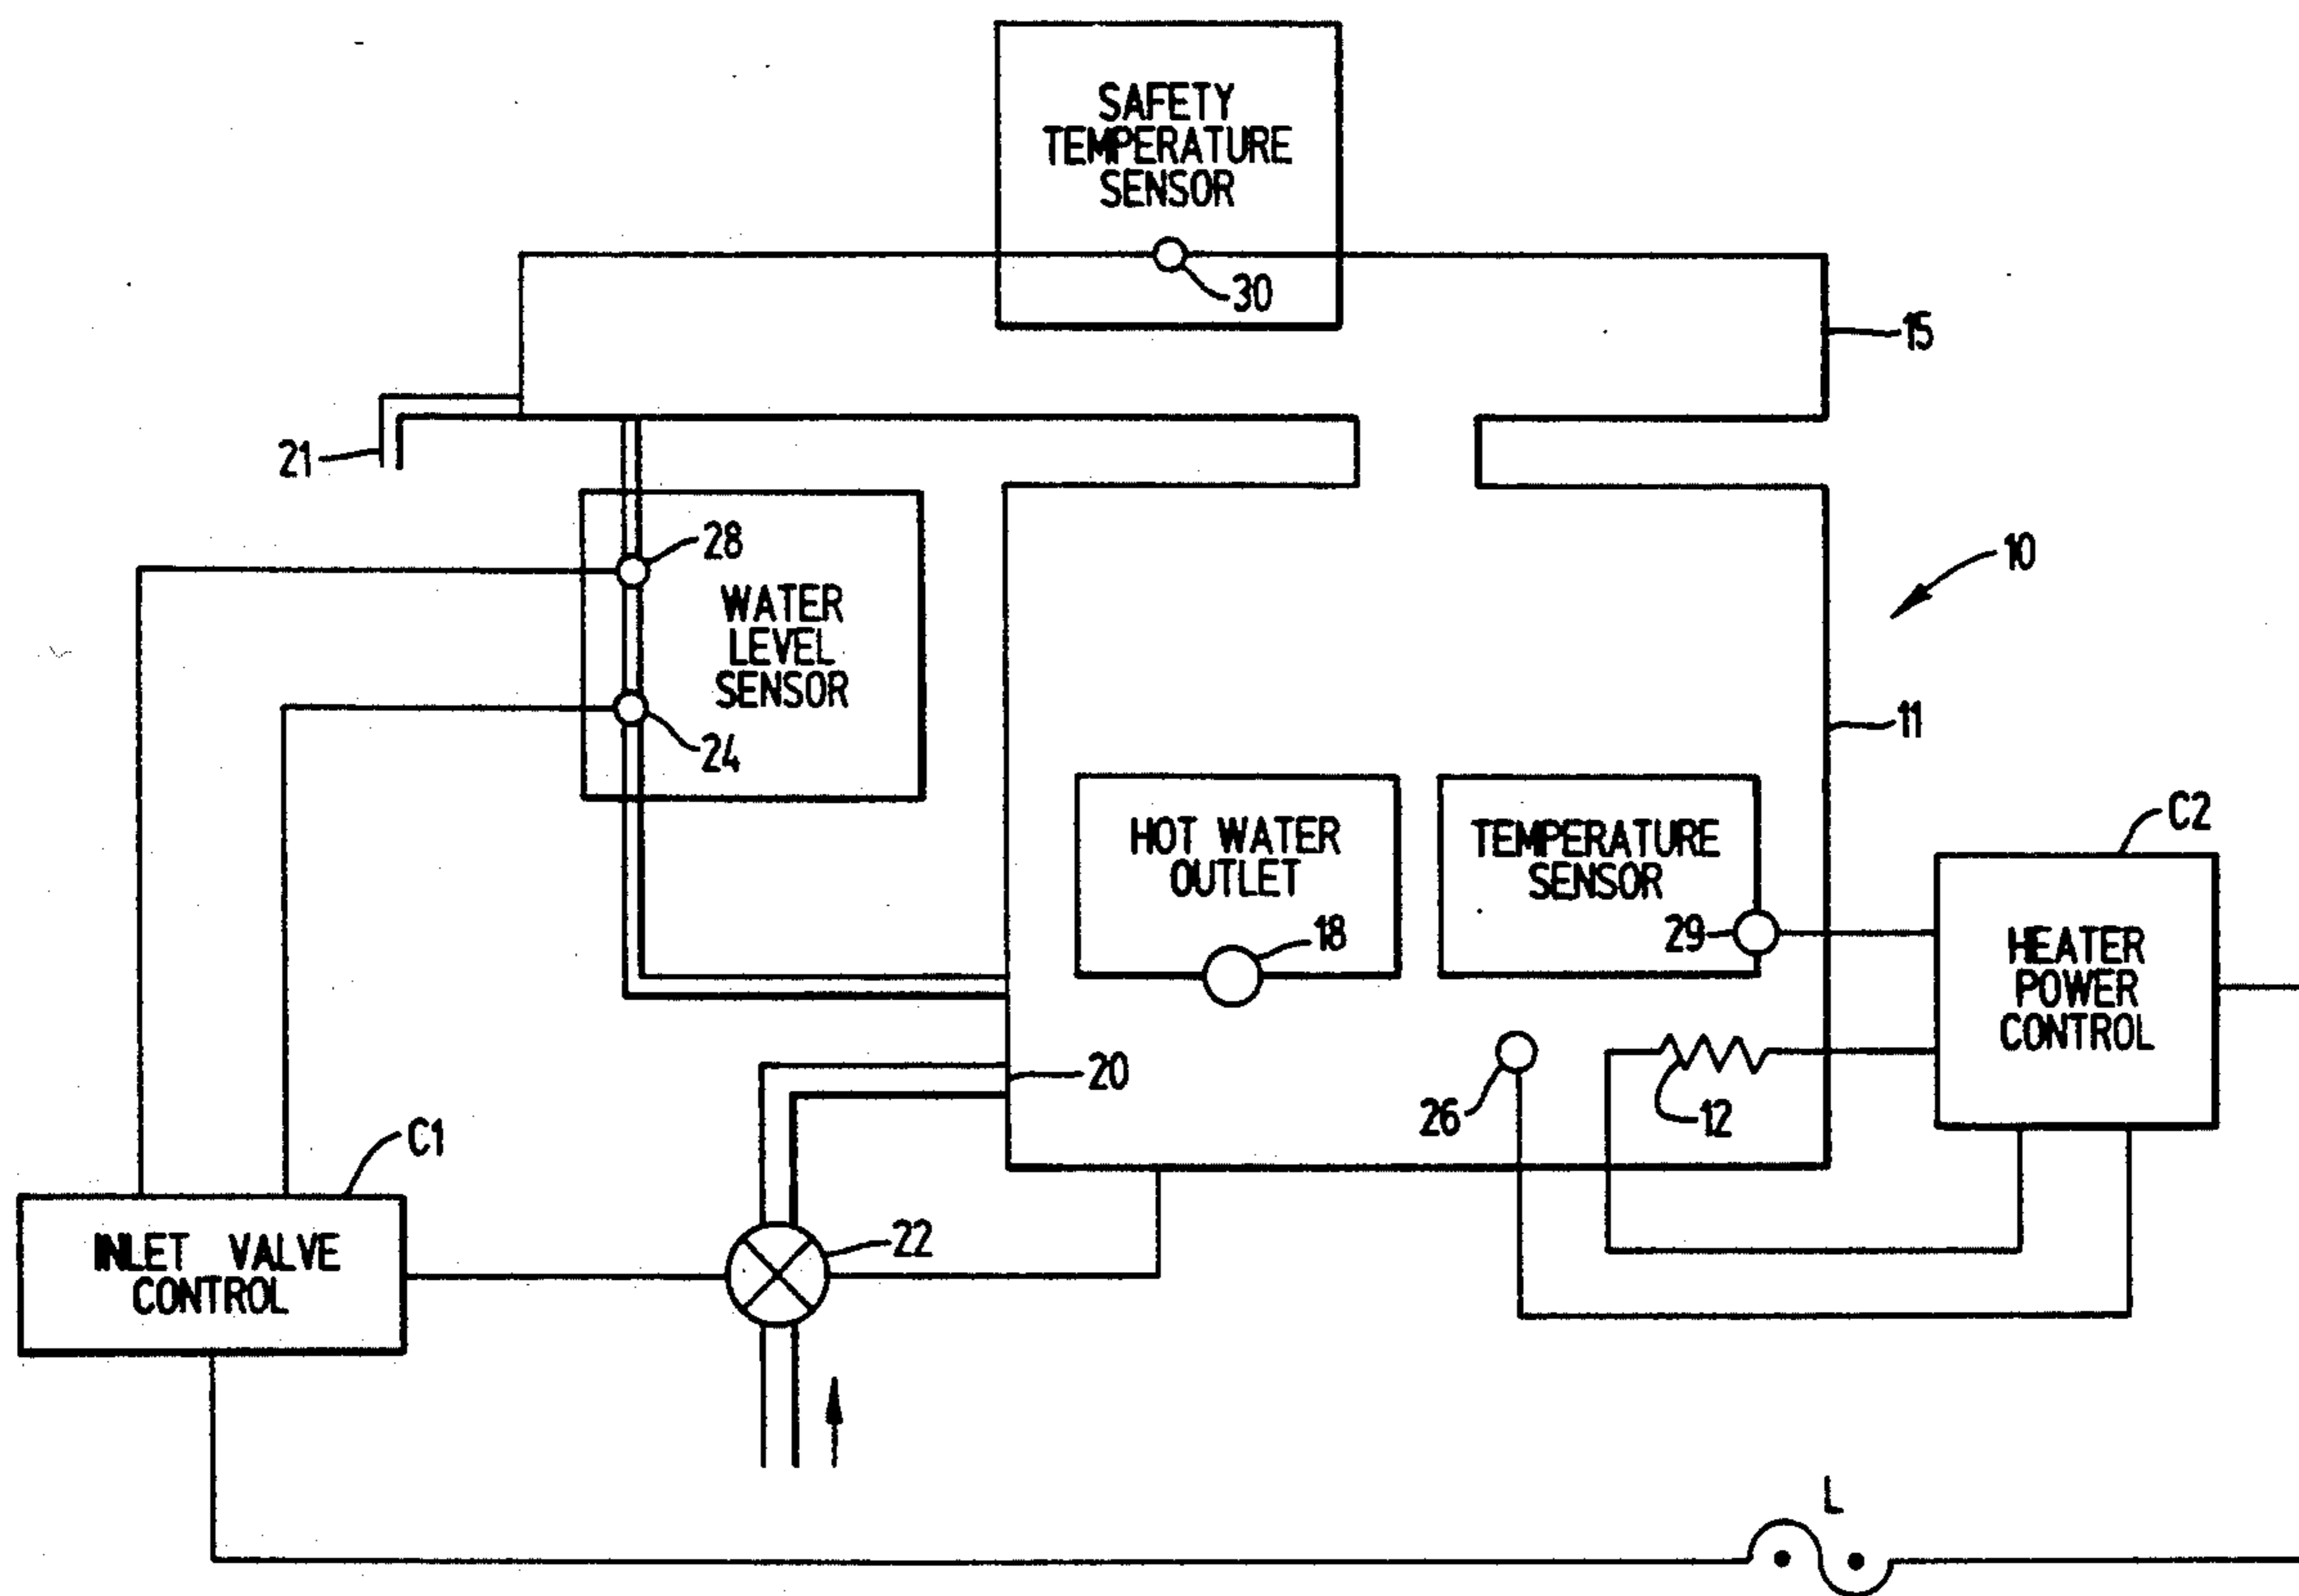 SAFETY
TEMPERATURE
SENSOR
30
15
21
28
10
WATER
LEVEL
SENSOR
24
11
C2
HOT WATER
OUTLET
TEMPERATURE
SENSOR
18
29
HEATER
POWER
CONTROL
20
26
12
C1
22
INLET VALVE
CONTROL
L